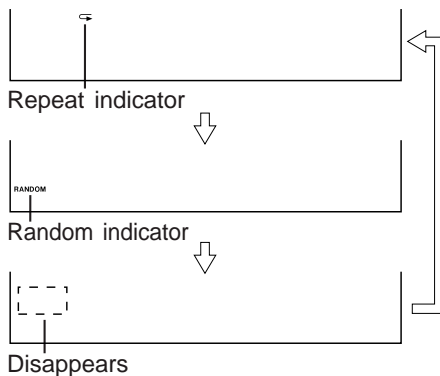 Repeat indicator
RANDOM
Random indicator
Disappears